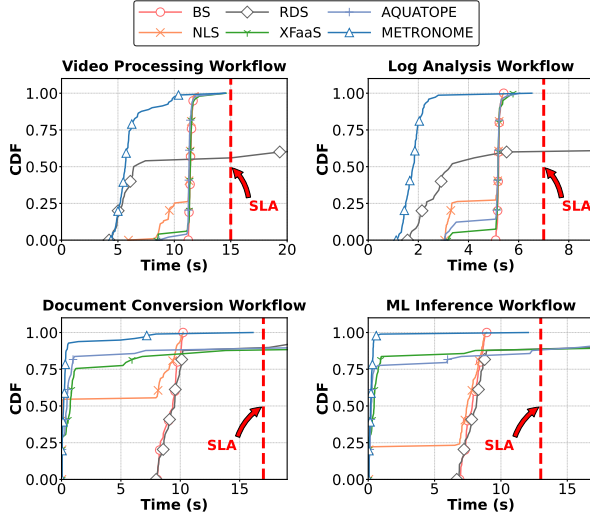 BS RDS AQUATOPE
NLS XFaaS METRONOME
Video Processing Workflow
CDF
1.00
0.75
0.50
0.25
0.00
SLA
0 5 10 15 20
Time (s)
Log Analysis Workflow
CDF
1.00
0.75
0.50
0.25
0.00
SLA
0 2 4 6 8
Time (s)
Document Conversion Workflow
CDF
1.00
0.75
0.50
0.25
0.00
SLA
0 5 10 15
Time (s)
ML Inference Workflow
CDF
1.00
0.75
0.50
0.25
0.00
SLA
0 5 10 15
Time (s)